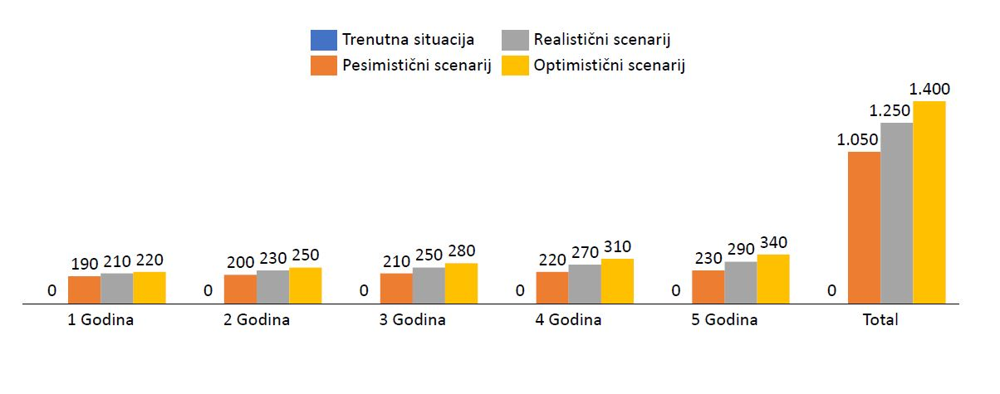 Trenutna situacija
Realistični scenarij
Pesimistični scenarij
Optimistični scenarij
0 190 210 220
0 200 230 250
0 210 250 280
0 220 270 310
0 230 290 340
0 1.050 1.250 1.400
1 Godina
2 Godina
3 Godina
4 Godina
5 Godina
Total